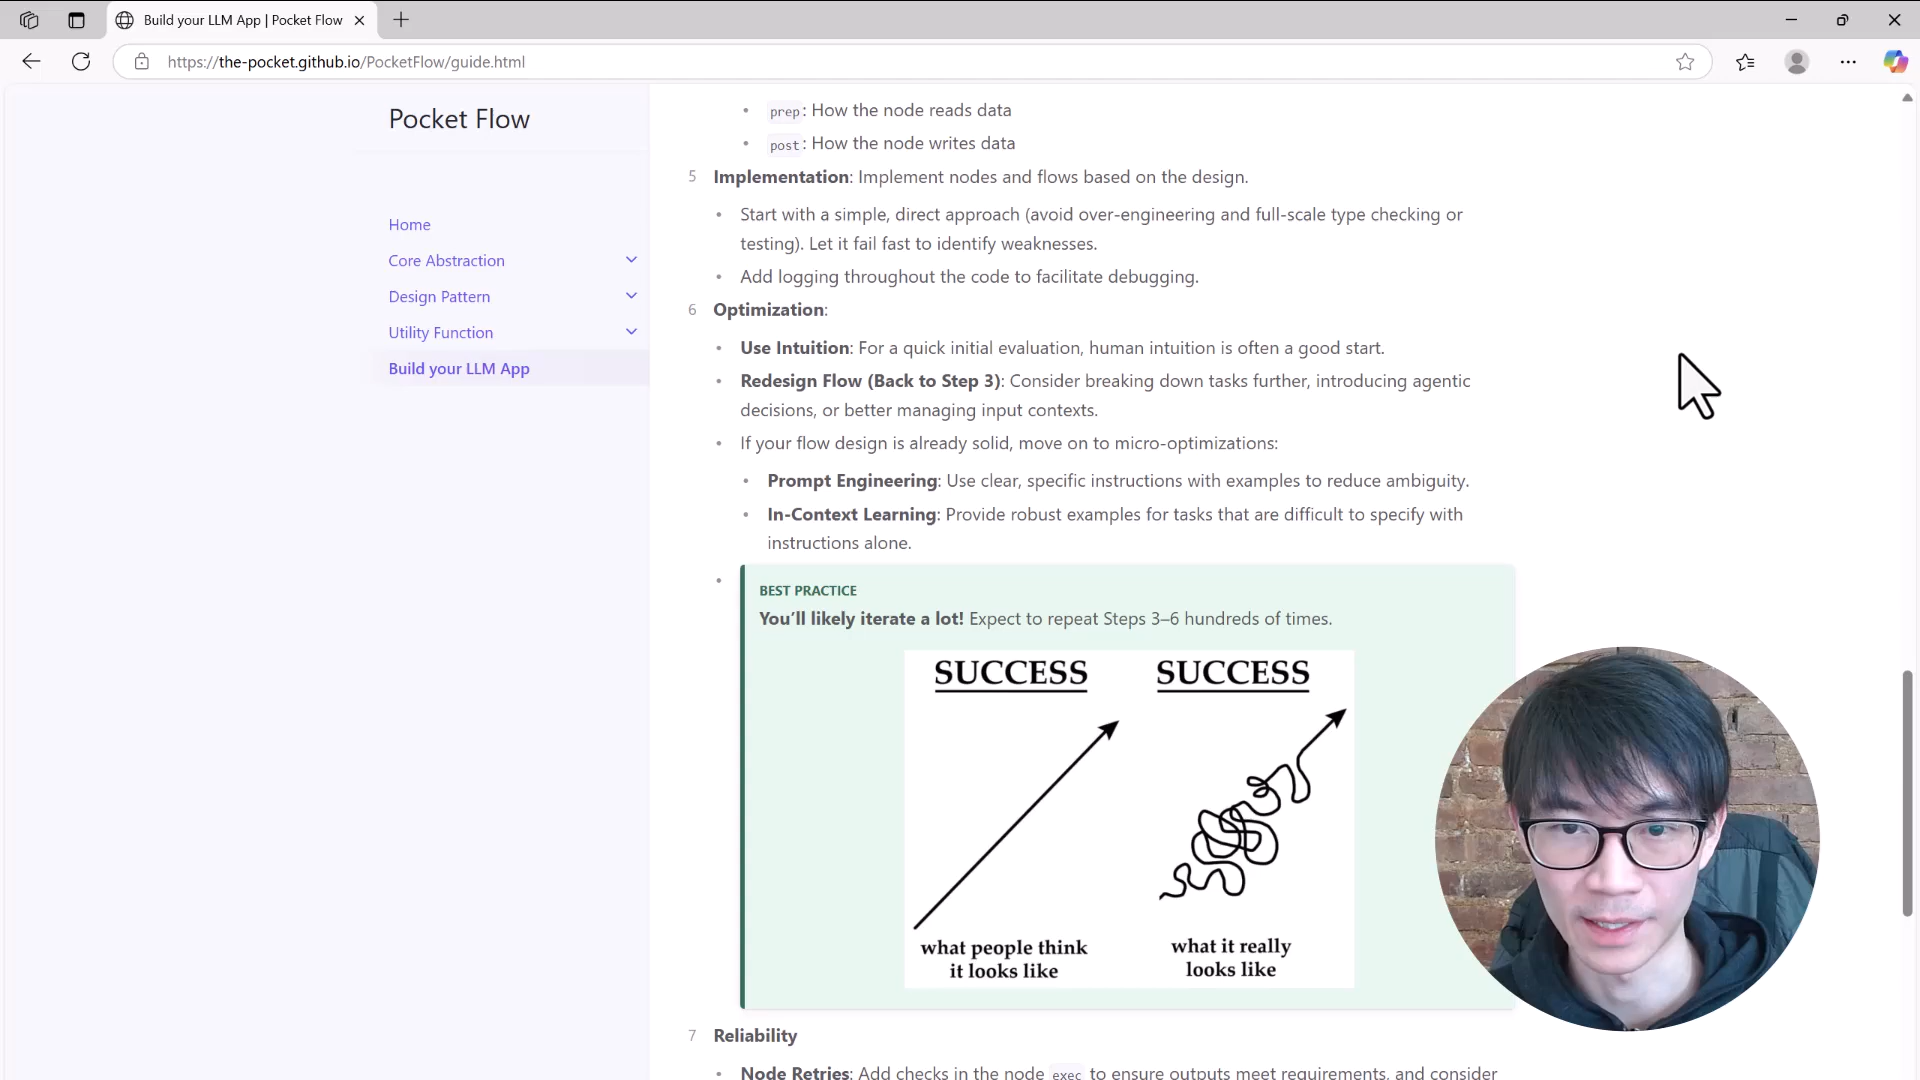 Build your LLM App | Pocket Flow
https://the-pocket.github.io/PocketFlow/guide.html
Pocket Flow
Home
Core Abstraction
Design Pattern
Utility Function
Build your LLM App
prep: How the node reads data
post: How the node writes data
5 Implementation: Implement nodes and flows based on the design.
Start with a simple, direct approach (avoid over-engineering and full-scale type checking or
testing). Let it fail fast to identify weaknesses.
Add logging throughout the code to facilitate debugging.
6 Optimization:
Use Intuition: For a quick initial evaluation, human intuition is often a good start.
Redesign Flow (Back to Step 3): Consider breaking down tasks further, introducing agentic
decisions, or better managing input contexts.
If your flow design is already solid, move on to micro-optimizations:
Prompt Engineering: Use clear, specific instructions with examples to reduce ambiguity.
In-Context Learning: Provide robust examples for tasks that are difficult to specify with
instructions alone.
BEST PRACTICE
You’ll likely iterate a lot! Expect to repeat Steps 3–6 hundreds of times.
SUCCESS
what people think
it looks like
SUCCESS
what it really
looks like
7 Reliability
Node Retries: Add checks in the node exec to ensure outputs meet requirements, and consider